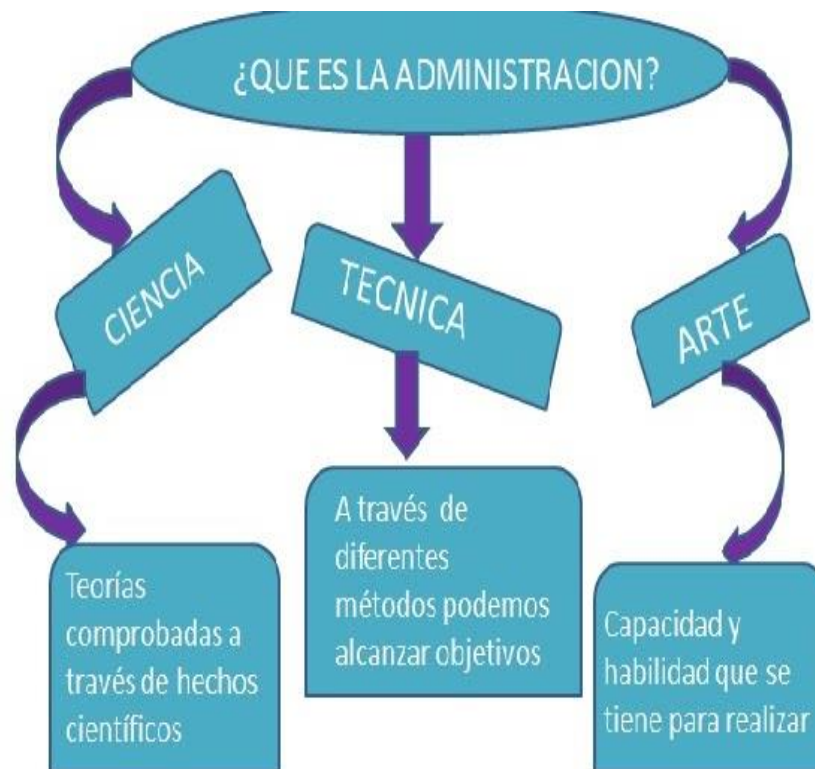 ¿QUE ES LA ADMINISTRACION?
CIENCIA
TECNICA
ARTE
Teorías
comprobadas a
través de hechos
científicos
A través de
diferentes
métodos podemos
alcanzar objetivos
Capacidad y
habilidad que se
tiene para realizar